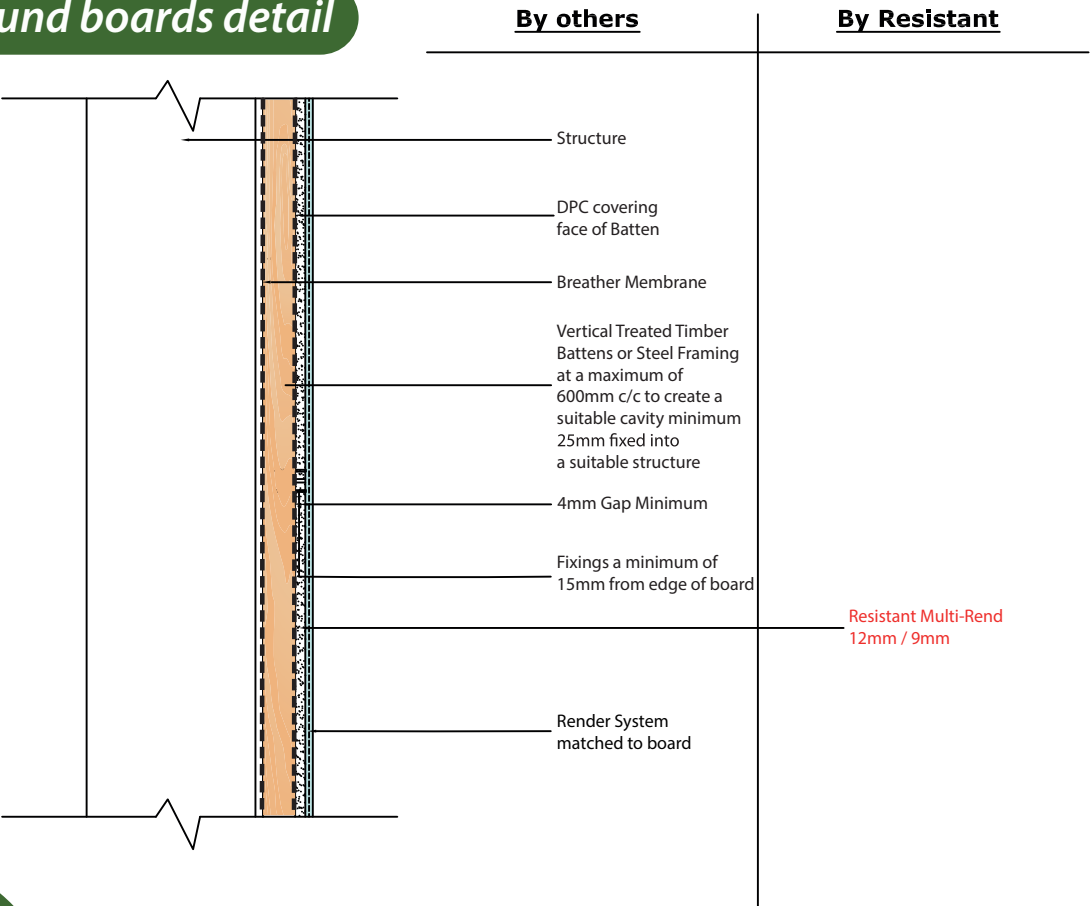 und boards detail
By others
By Resistant
Structure
DPC covering
face of Batten
Breather Membrane
Vertical Treated Timber
Battens or Steel Framing
at a maximum of
600mm c/c to create a
suitable cavity minimum
25mm fixed into
a suitable structure
4mm Gap Minimum
Fixings a minimum of
15mm from edge of board
Resistant Multi-Rend
12mm / 9mm
Render System
matched to board